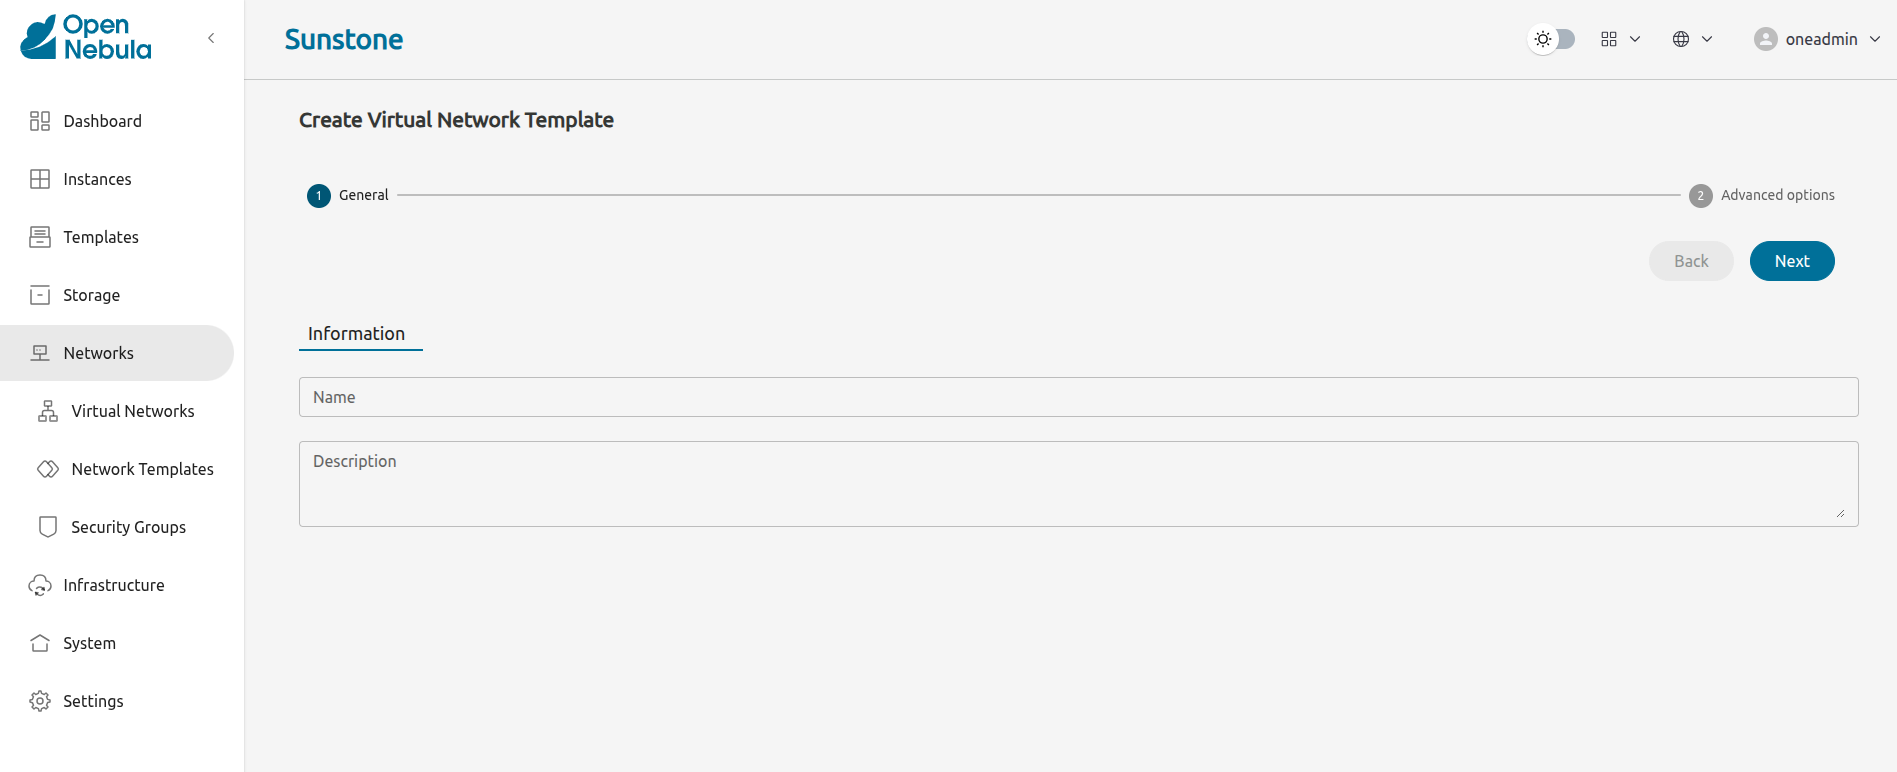 Open
Nebula
Sunstone
oneadmin
Dashboard
Instances
Templates
Storage
Networks
Virtual Networks
Network Templates
Security Groups
Infrastructure
System
Settings
Create Virtual Network Template
1 General
2 Advanced options
Back
Next
Information
Name
Description